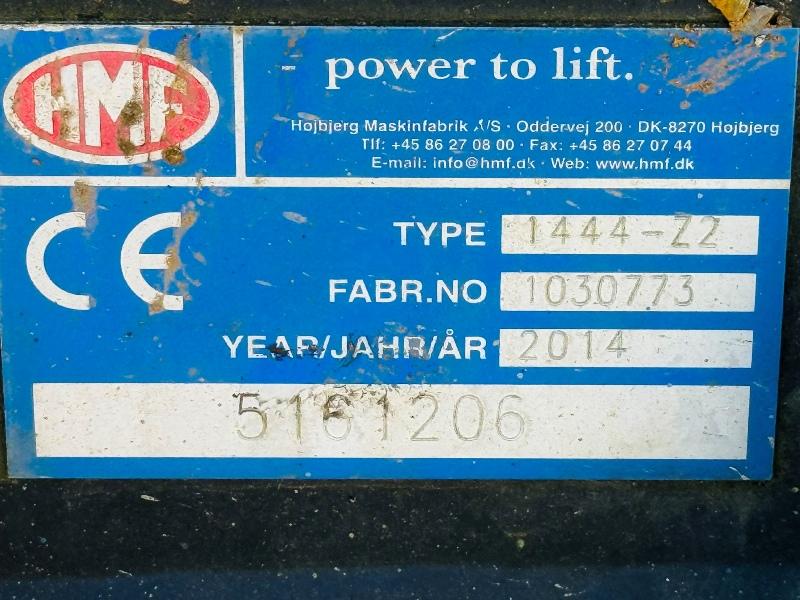 HMF
power to lift.
Højbjerg Maskinfabrik A/S · Oddervej 200 · DK-8270 Højbjerg
Tlf: +45 86 27 08 00 · Fax: +45 86 27 07 44
E-mail: info@hmf.dk · Web: www.hmf.dk
CE
TYPE 1444-Z2
FABR.NO 1030773
YEAR/JAHR/ÅR 2014
5161206